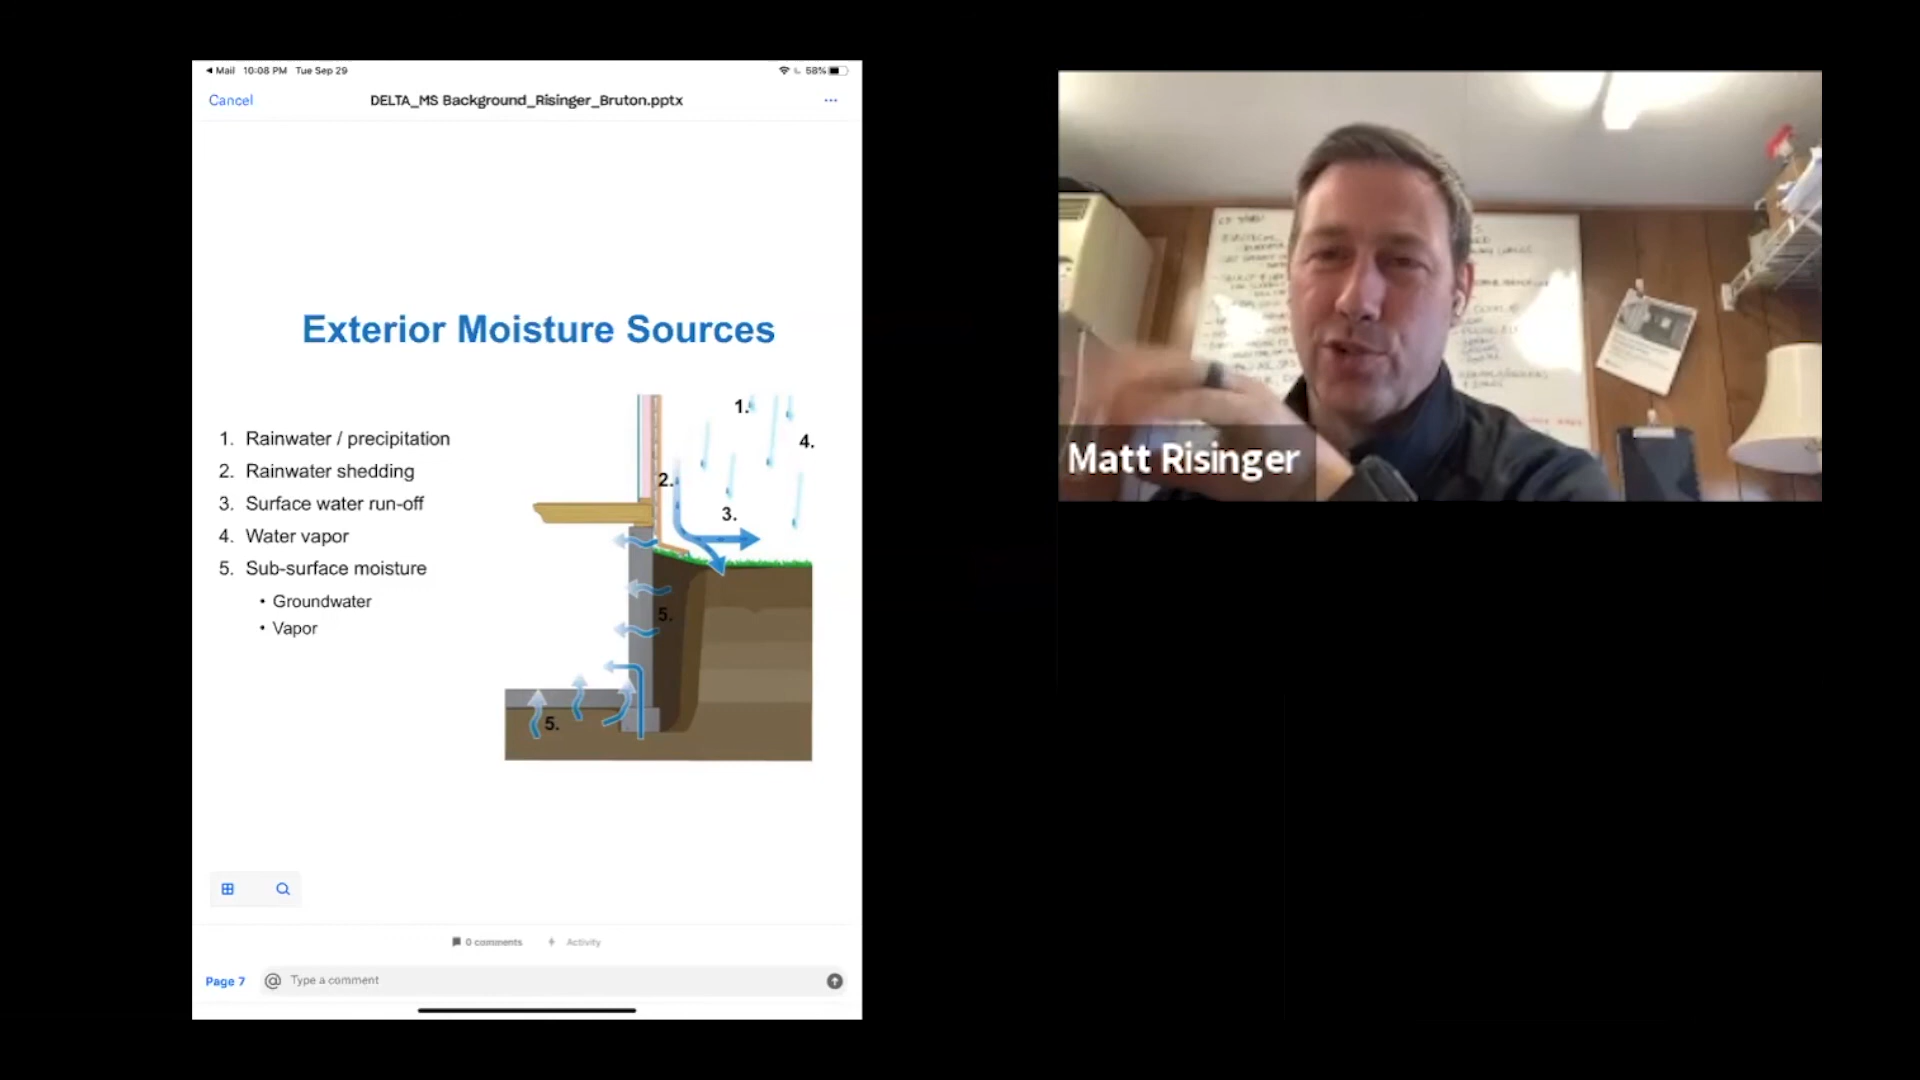 Mail 10:08 PM Tue Sep 29
58%
Cancel
DELTA_MS Background_Risinger_Bruton.pptx
Exterior Moisture Sources
1. Rainwater / precipitation
2. Rainwater shedding
3. Surface water run-off
4. Water vapor
5. Sub-surface moisture
• Groundwater
• Vapor
1.
4.
2.
3.
5.
5.
0 comments
Activity
Page 7
@ Type a comment
Matt Risinger